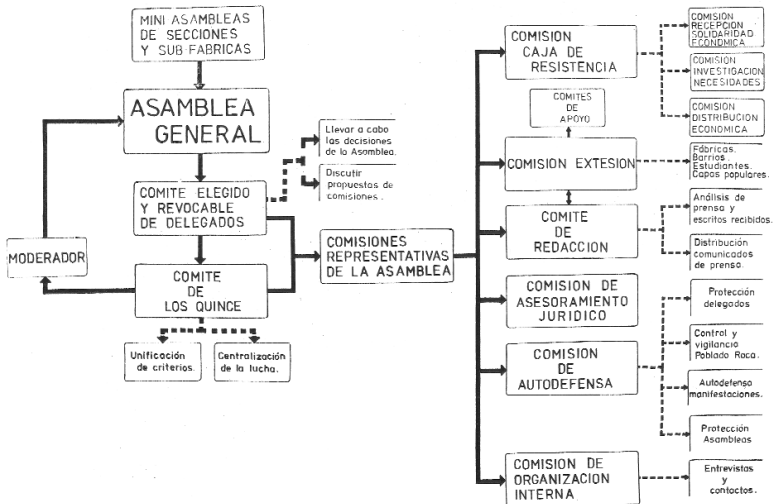 MINI ASAMBLEAS
DE SECCIONES
Y SUB-FABRICAS
ASAMBLEA
GENERAL
Llevar a cabo
las decisiones
de la Asamblea.
Discutir
propuestas de
comisiones.
COMITE ELEGIDO
Y REVOCABLE
DE DELEGADOS
MODERADOR
COMITE
DE
LOS QUINCE
Unificación
de criterios.
Centralización
de la lucha.
COMISIONES
REPRESENTATIVAS
DE LA ASAMBLEA
COMISION
CAJA DE
RESISTENCIA
COMISION
RECEPCION
SOLIDARIDAD
ECONOMICA
COMISION
INVESTIGACION
NECESIDADES
COMISION
DISTRIBUCION
ECONOMICA
COMITES
DE
APOYO
COMISION EXTESION
Fábricas.
Barrios.
Estudiantes.
Capas populares.
COMITE
DE
REDACCION
Análisis de
prensa y
escritos recibidos.
Distribución
comunicados
de prensa.
COMISION DE
ASESORAMIENTO
JURIDICO
COMISION
DE
AUTODEFENSA
Protección
delegados
Control y
vigilancia
Poblado Roca.
Autodefensa
manifestaciones.
Protección
Asambleas
COMISION DE
ORGANIZACION
INTERNA
Entrevistas
y
contactos.